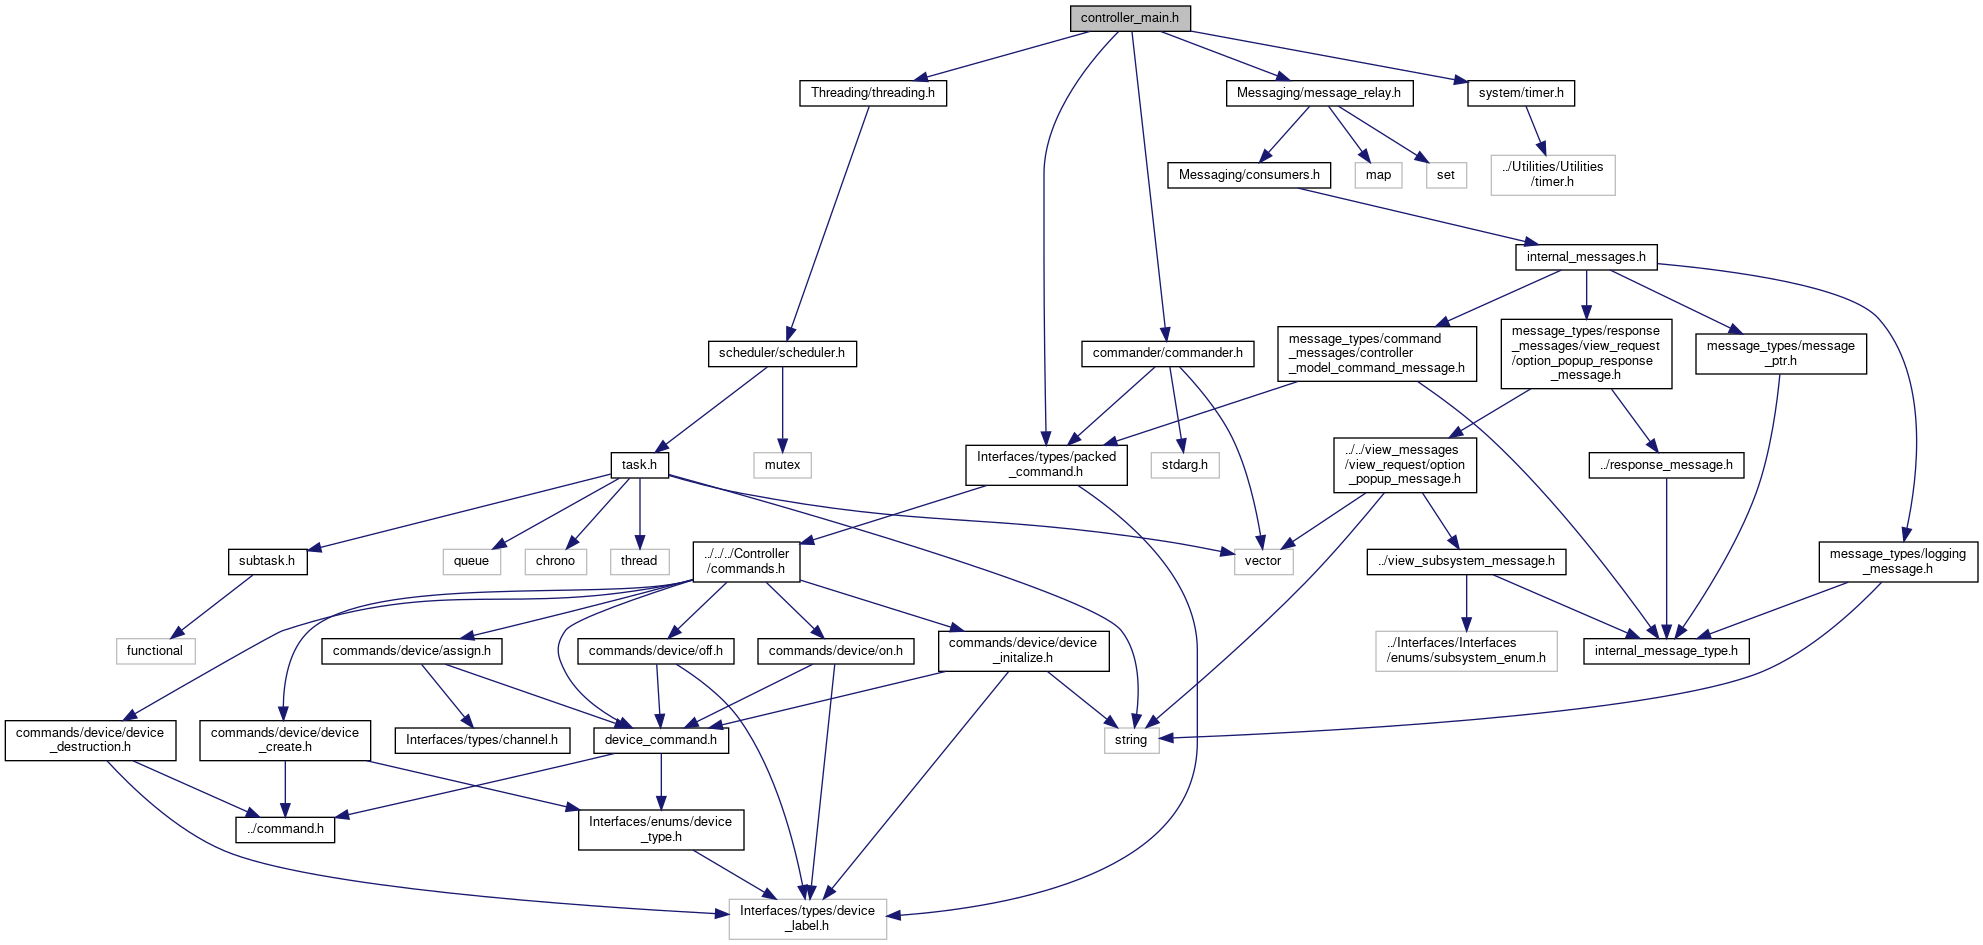 controller_main.h
Threading/threading.h
Messaging/message_relay.h
system/timer.h
Messaging/consumers.h
map
set
../Utilities/Utilities
/timer.h
internal_messages.h
scheduler/scheduler.h
commander/commander.h
message_types/command
_messages/controller
_model_command_message.h
message_types/response
_messages/view_request
/option_popup_response
_message.h
message_types/message
_ptr.h
task.h
mutex
Interfaces/types/packed
_command.h
stdarg.h
../../view_messages
/view_request/option
_popup_message.h
../response_message.h
subtask.h
queue
chrono
thread
../../../Controller
/commands.h
vector
../view_subsystem_message.h
message_types/logging
_message.h
functional
commands/device/assign.h
commands/device/off.h
commands/device/on.h
commands/device/device
_initalize.h
../Interfaces/Interfaces
/enums/subsystem_enum.h
internal_message_type.h
commands/device/device
_destruction.h
commands/device/device
_create.h
Interfaces/types/channel.h
device_command.h
string
../command.h
Interfaces/enums/device
_type.h
Interfaces/types/device
_label.h